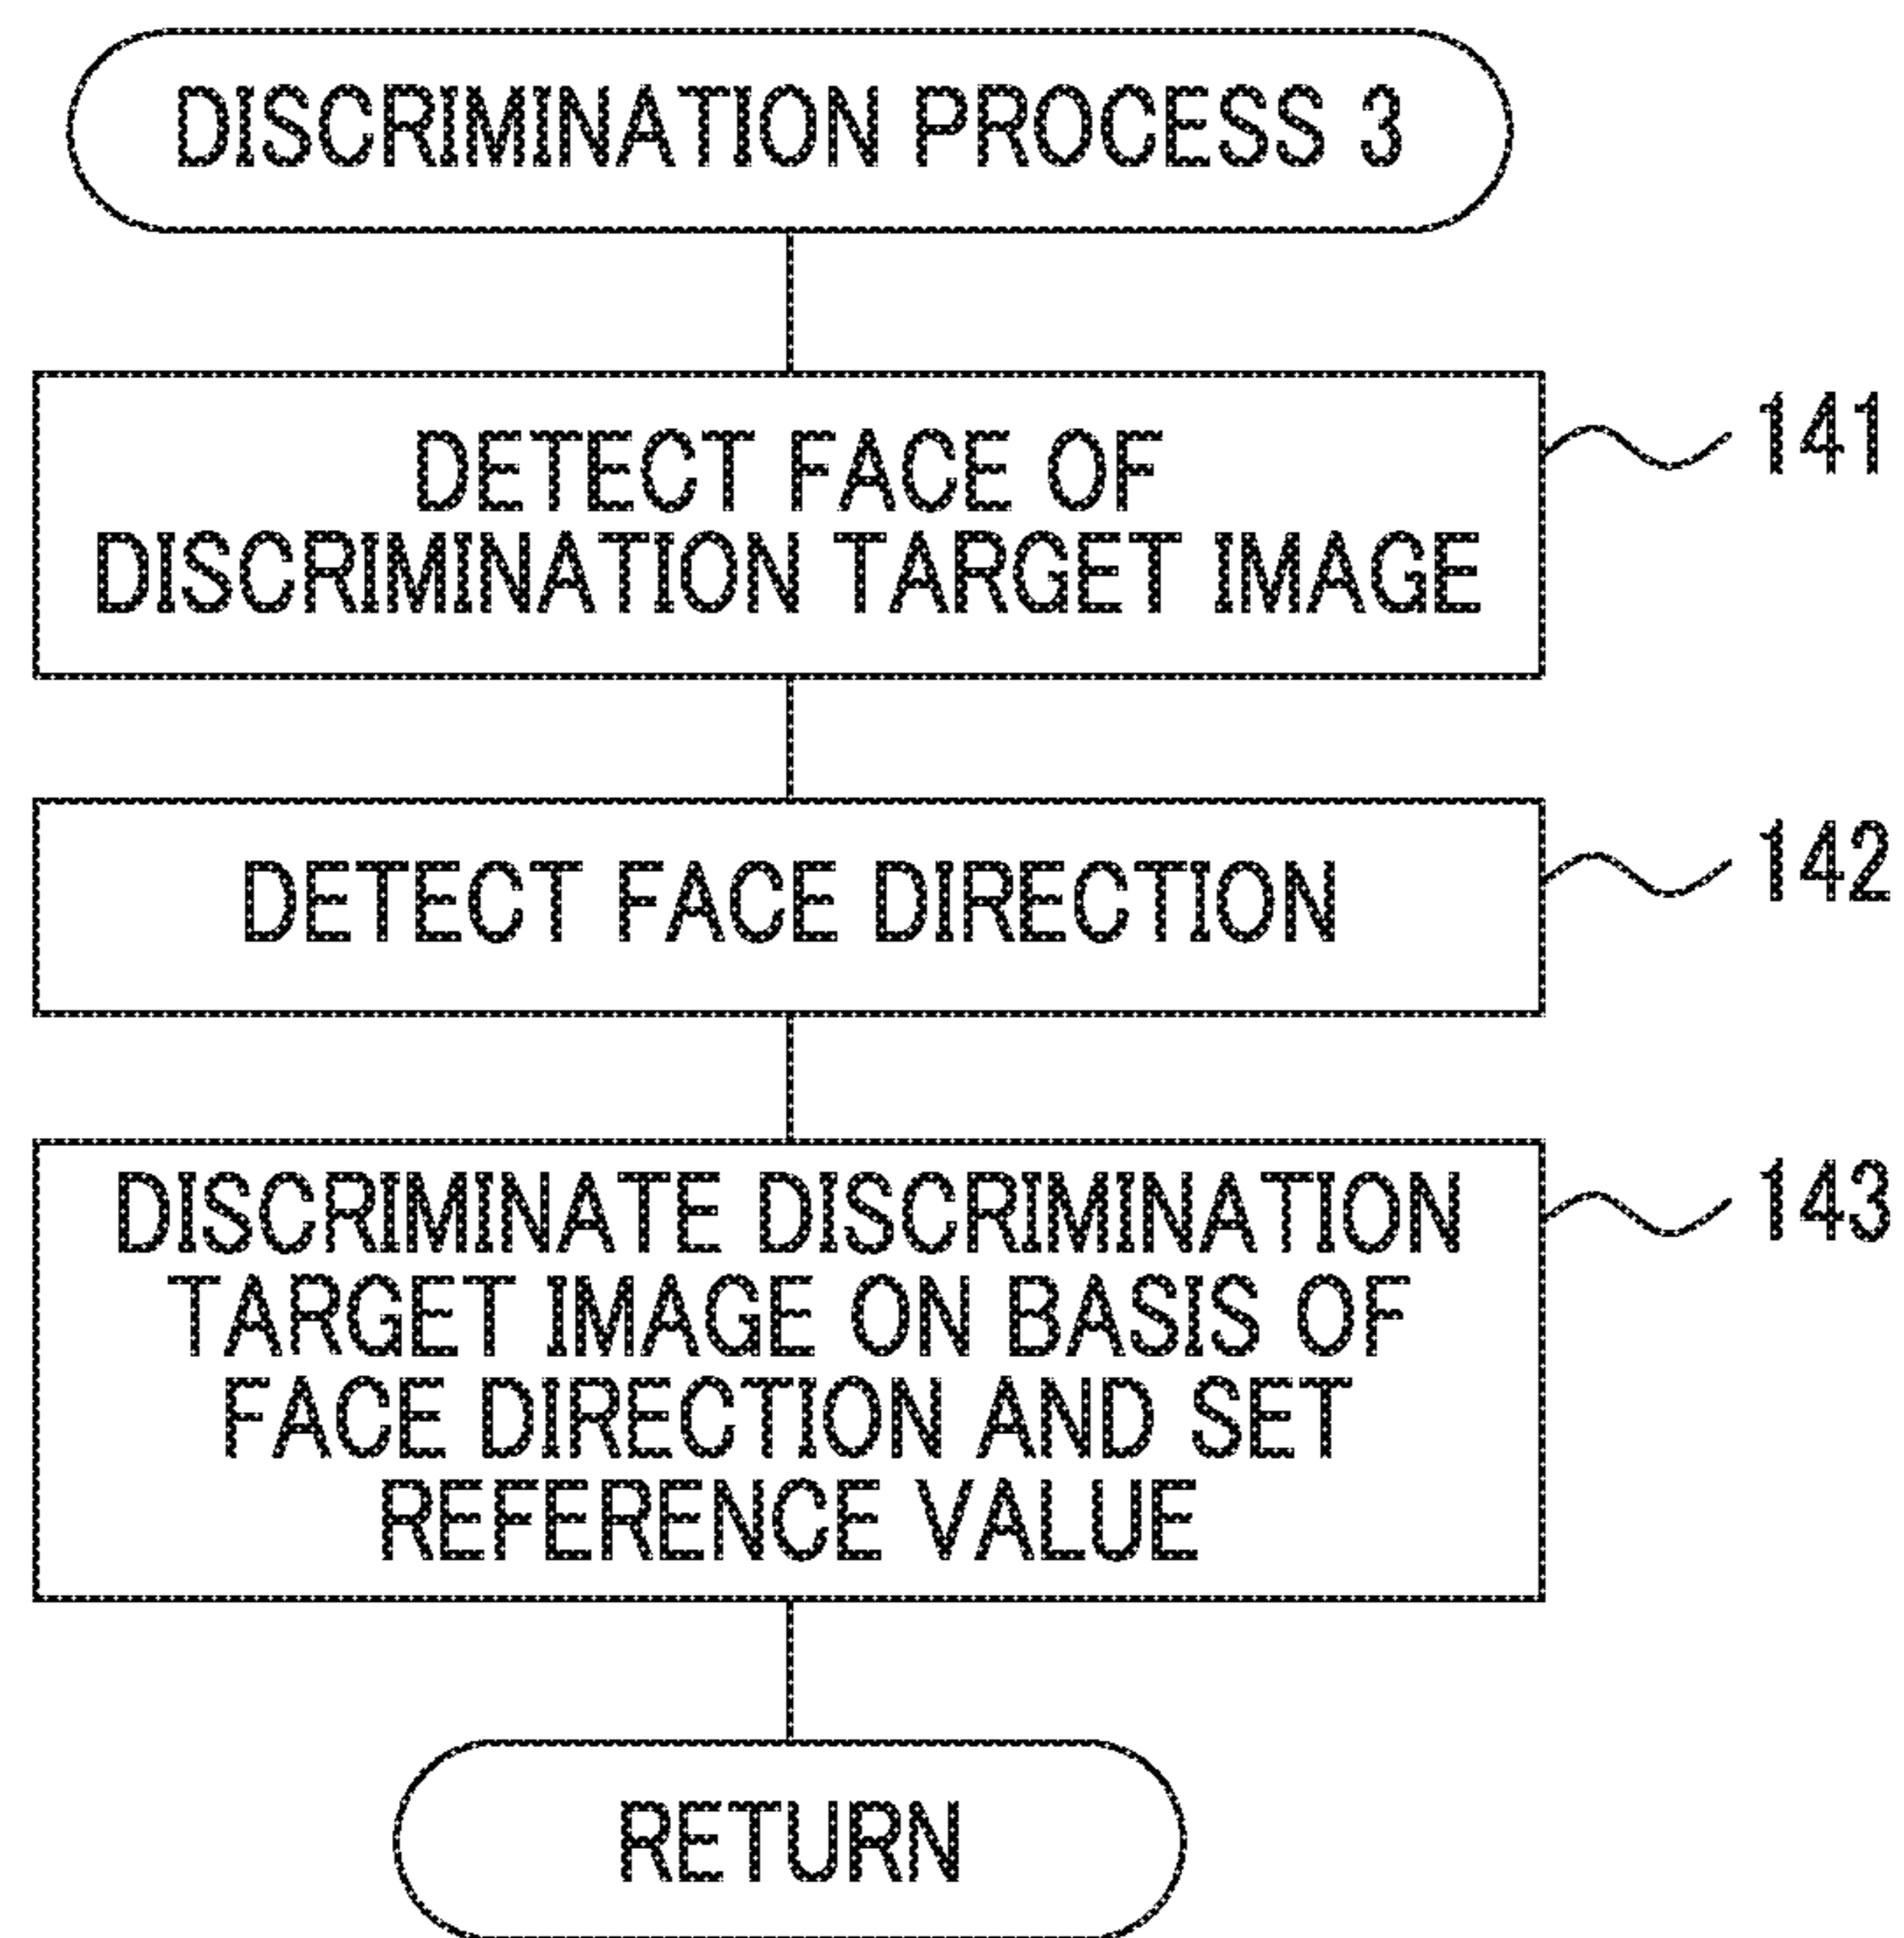 DISCRIMINATION PROCESS 3
DETECT FACE OF
DISCRIMINATION TARGET IMAGE
141
DETECT FACE DIRECTION
142
DISCRIMINATE DISCRIMINATION
TARGET IMAGE ON BASIS OF
FACE DIRECTION AND SET
REFERENCE VALUE
143
RETURN